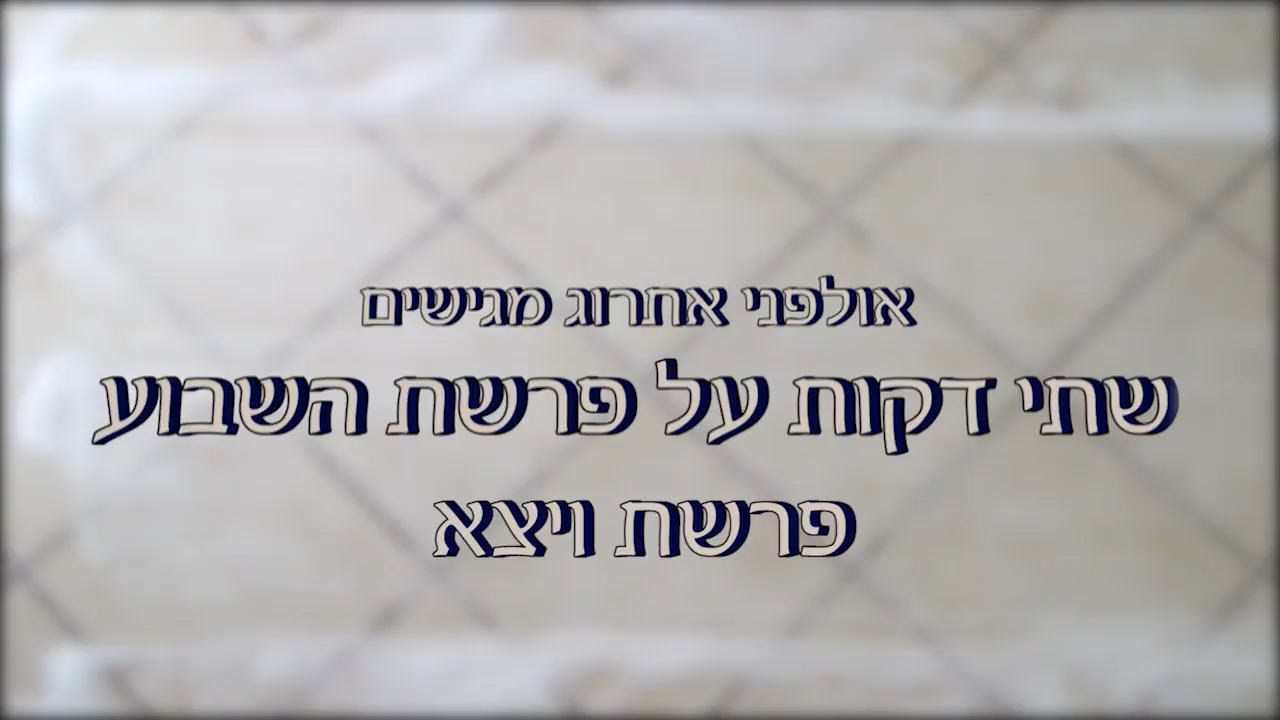 אולפני אתרוג מגישים
שתי דקות על פרשת השבוע
פרשת ויצא